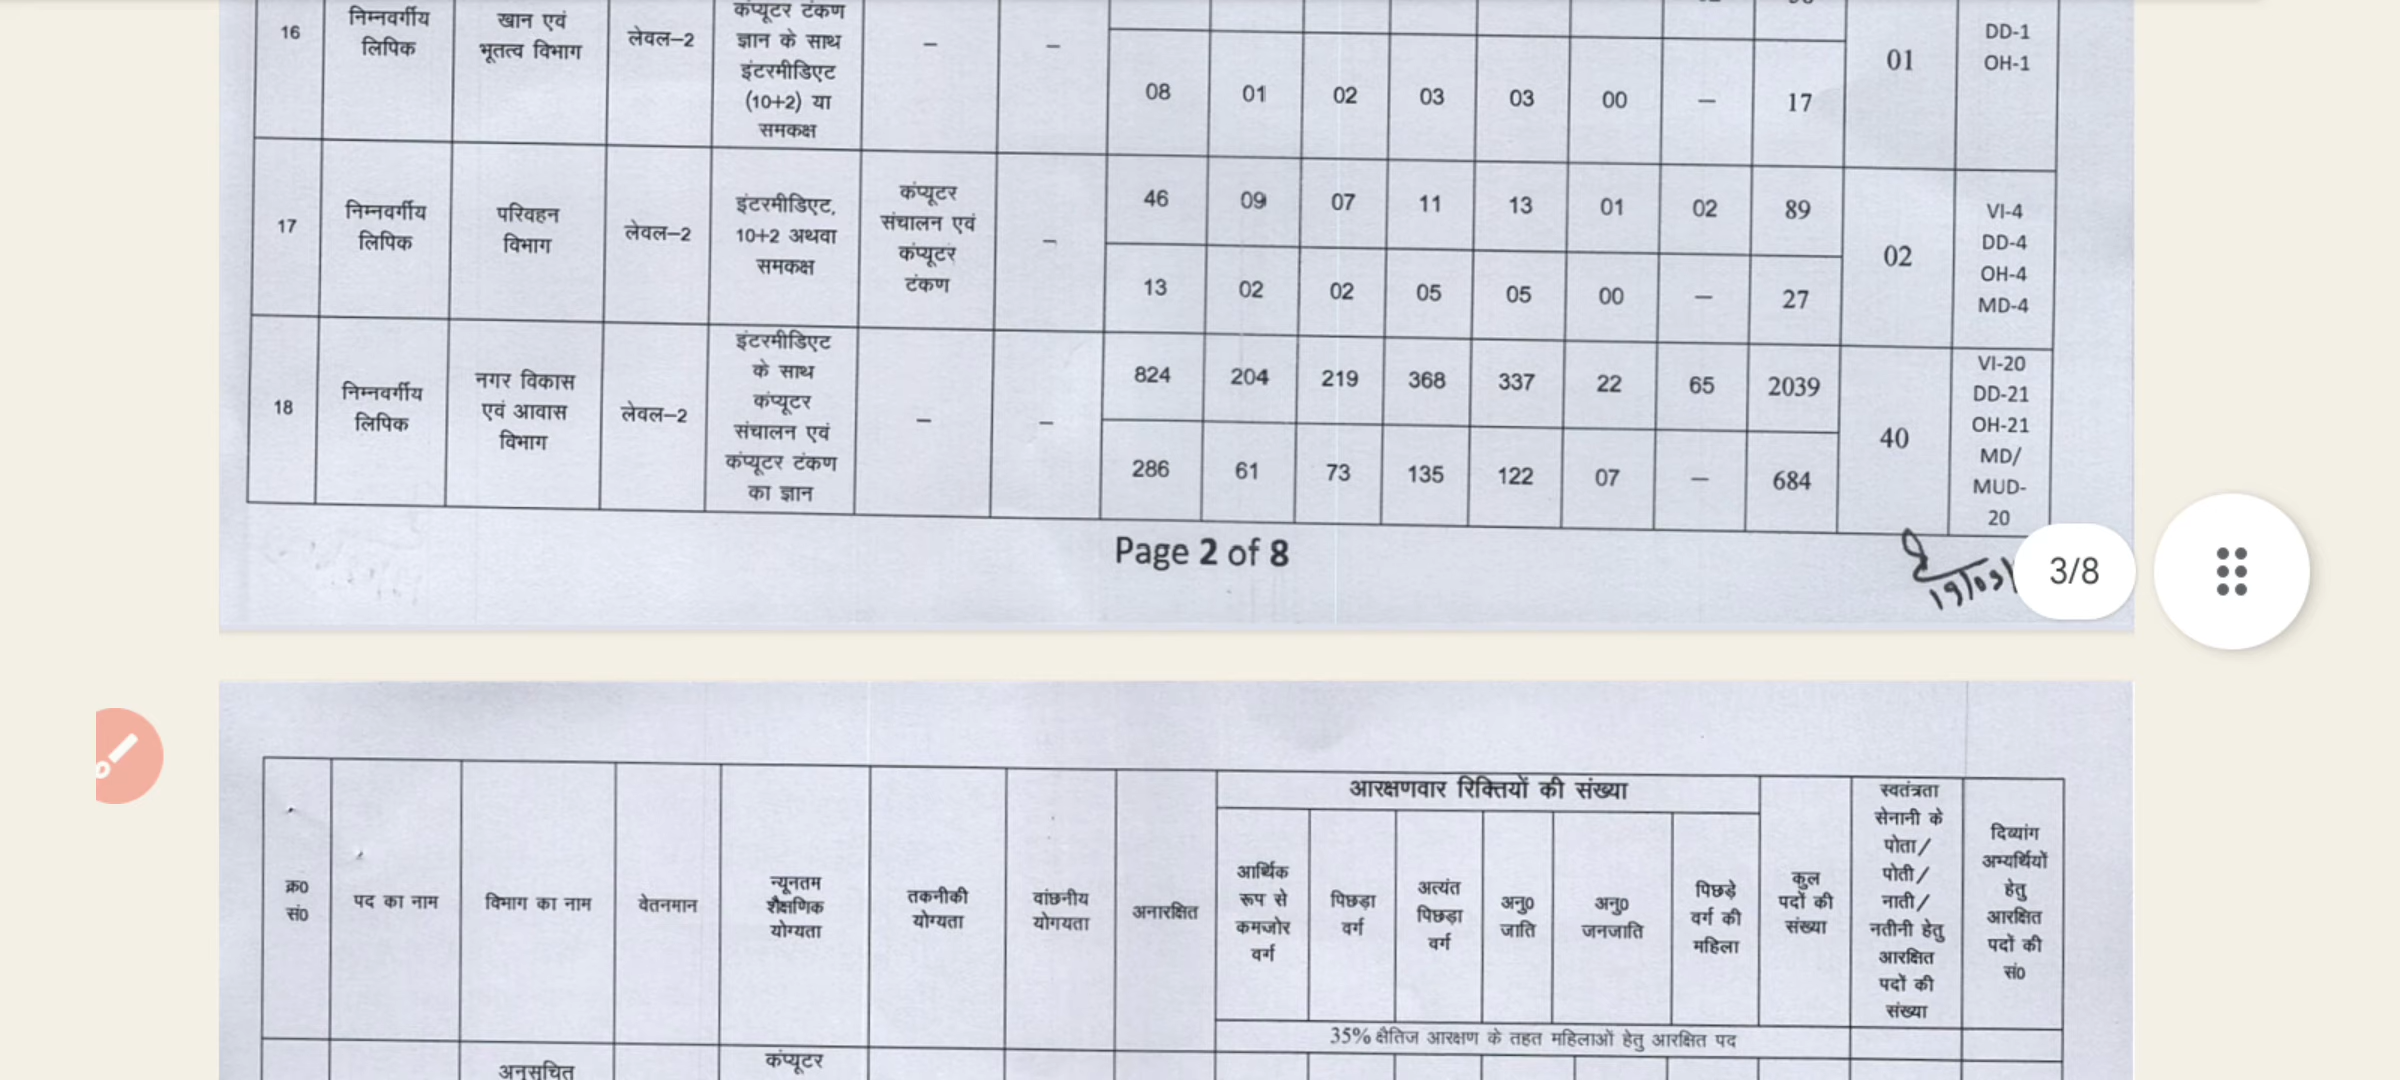 16 निम्नवर्गीय लिपिक खान एवं भूतत्व विभाग लेवल–2 कंप्यूटर टंकण ज्ञान के साथ इंटरमीडिएट (10+2) या समकक्ष – –
08 01 02 03 03 00 – 17
01
DD-1
OH-1
17 निम्नवर्गीय लिपिक परिवहन विभाग लेवल–2 इंटरमीडिएट, 10+2 अथवा समकक्ष कंप्यूटर संचालन एवं कंप्यूटर टंकण –
46 09 07 11 13 01 02 89
13 02 02 05 05 00 – 27
02
VI-4
DD-4
OH-4
MD-4
18 निम्नवर्गीय लिपिक नगर विकास एवं आवास विभाग लेवल–2 इंटरमीडिएट के साथ कंप्यूटर संचालन एवं कंप्यूटर टंकण का ज्ञान – –
824 204 219 368 337 22 65 2039
286 61 73 135 122 07 – 684
40
VI-20
DD-21
OH-21
MD/
MUD-
20
Page 2 of 8
19/03/
3/8
आरक्षणवार रिक्तियों की संख्या
क्र0 सं0
पद का नाम
विभाग का नाम
वेतनमान
न्यूनतम शैक्षणिक योग्यता
तकनीकी योग्यता
वांछनीय योगयता
अनारक्षित
आर्थिक रूप से कमजोर वर्ग
पिछड़ा वर्ग
अत्यंत पिछड़ा वर्ग
अनु0 जाति
अनु0 जनजाति
पिछड़े वर्ग की महिला
कुल पदों की संख्या
स्वतंत्रता सेनानी के पोता/ पोती/ नाती/ नतीनी हेतु आरक्षित पदों की संख्या
दिव्यांग अभ्यर्थियों हेतु आरक्षित पदों की सं0
35% क्षैतिज आरक्षण के तहत महिलाओं हेतु आरक्षित पद
अनुसूचित
कंप्यूटर